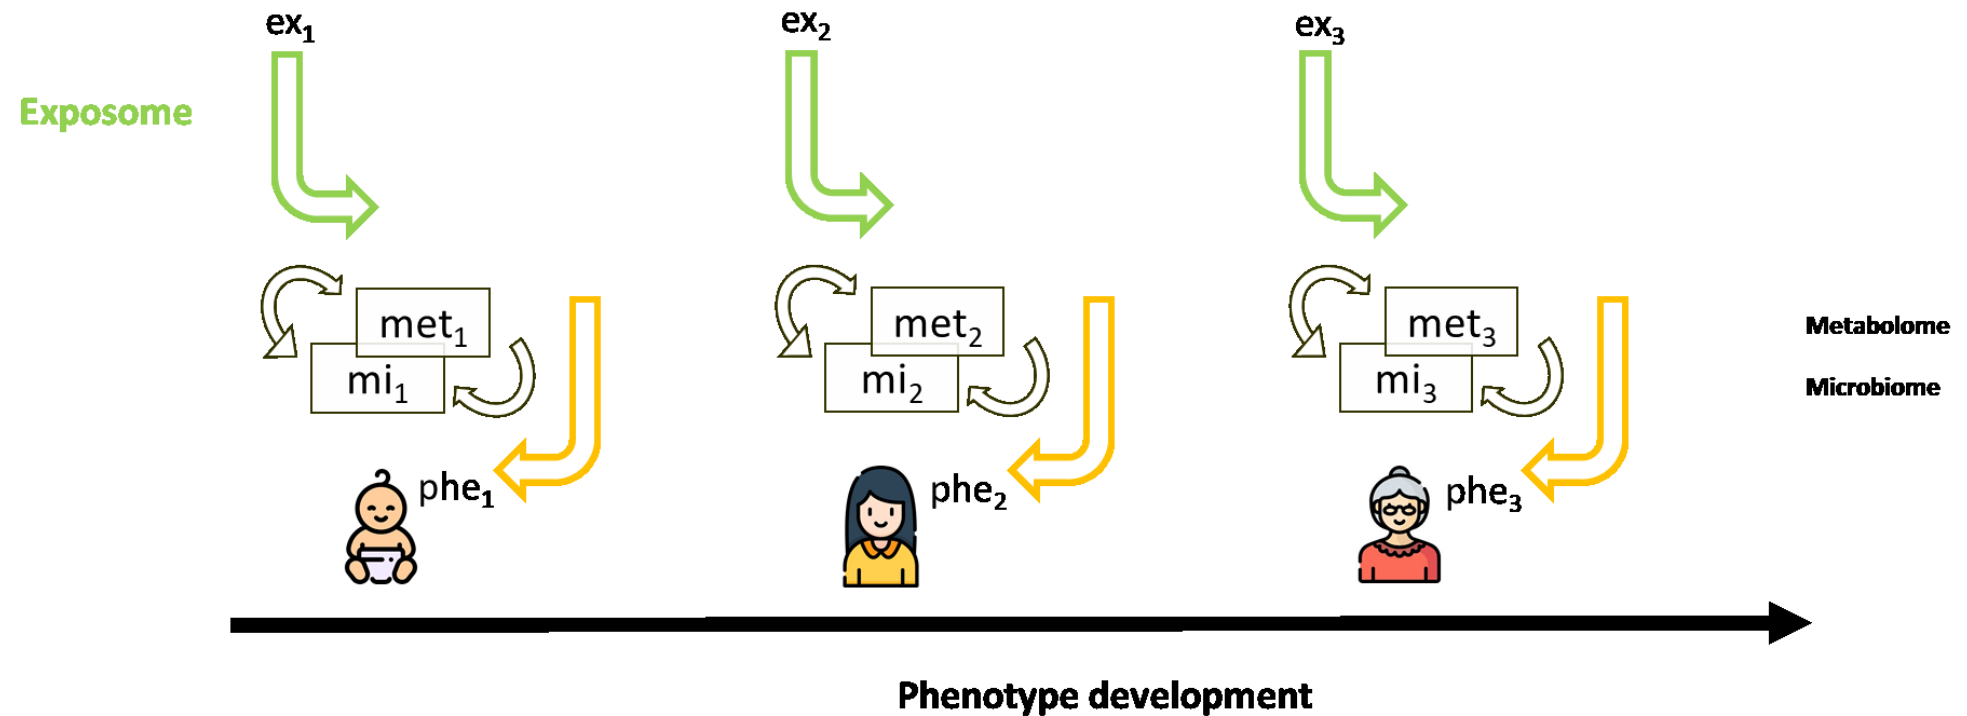 ex₁ ex₂ ex₃
Exposome
met₁ met₂ met₃ Metabolome
mi₁ mi₂ mi₃ Microbiome
phe₁ phe₂ phe₃
Phenotype development